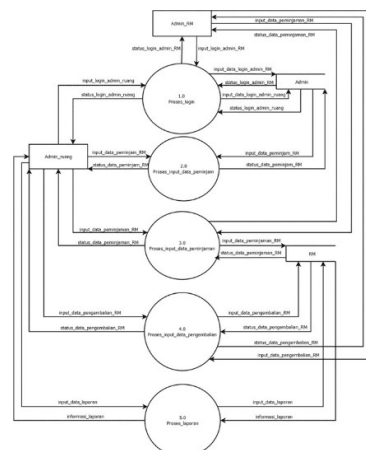 Admin_RM
input_data_peminjaman_RM
status_data_peminjaman_RM
status_login_admin_RM
input_login_admin_RM
input_data_login_admin_RM
input_login_admin_ruang
1.0
Proses_login
status_login_admin_RM
Admin
status_login_admin_ruang
input_data_login_admin_ruang
status_login_admin_ruang
Admin_ruang
input_data_peminjam_RM
status_data_peminjam_RM
2.0
Proses_input_data_peminjam
input_data_peminjam_RM
status_data_peminjam_RM
input_data_peminjaman_RM
status_data_peminjaman_RM
3.0
Proses_input_data_peminjaman
input_data_peminjaman_RM
status_data_peminjaman_RM
RM
input_data_pengembalian_RM
status_data_pengembalian_RM
4.0
Proses_input_data_pengembalian
input_data_pengembalian_RM
status_data_pengembalian_RM
status_data_pengembalian_RM
input_data_pengembalian_RM
input_data_laporan
informasi_laporan
5.0
Proses_laporan
input_data_laporan
informasi_laporan